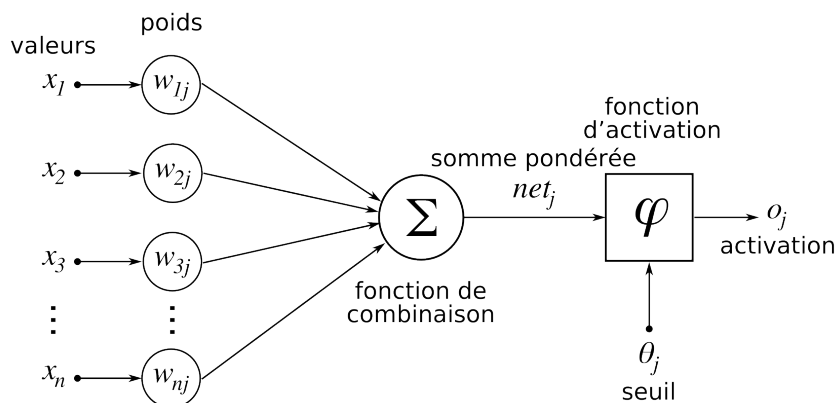 poids
valeurs
x1
w1j
x2
w2j
x3
w3j
xn
wnj
Σ
fonction de
combinaison
somme pondérée
netj
fonction
d'activation
φ
oj
activation
θj
seuil